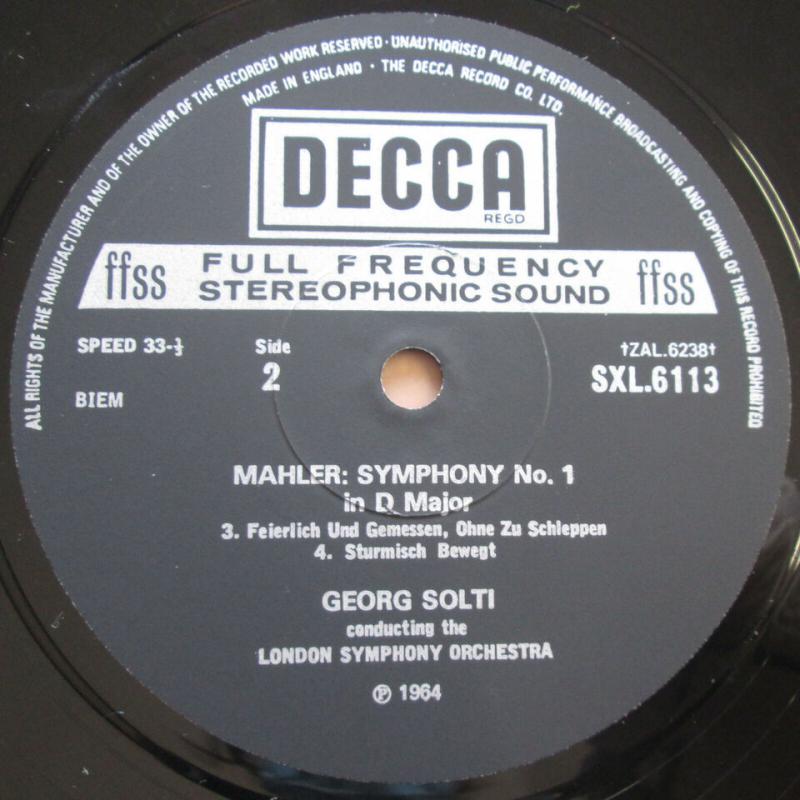 ALL RIGHTS OF THE MANUFACTURER AND OF THE OWNER OF THE RECORDED WORK RESERVED · UNAUTHORISED PUBLIC PERFORMANCE BROADCASTING AND COPYING OF THIS RECORD PROHIBITED
MADE IN ENGLAND · THE DECCA RECORD CO. LTD.
DECCA
REGD
ffss FULL FREQUENCY STEREOPHONIC SOUND ffss
SPEED 33-⅓ Side †ZAL.6238†
2 SXL.6113
BIEM
MAHLER: SYMPHONY No. 1
in D Major
3. Feierlich Und Gemessen, Ohne Zu Schleppen
4. Sturmisch Bewegt
GEORG SOLTI
conducting the
LONDON SYMPHONY ORCHESTRA
℗ 1964